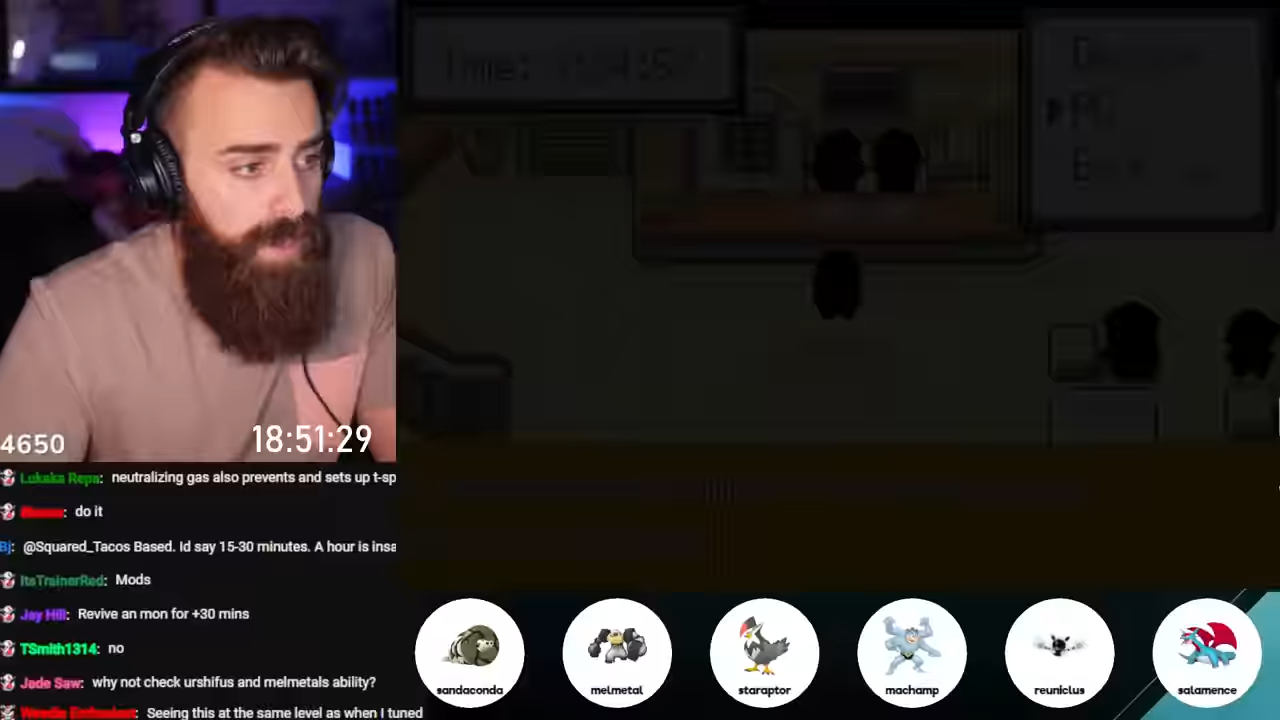 Time:
4650
18:51:29
Lukaka Repa: neutralizing gas also prevents and sets up t-sp
do it
Bj: @Squared_Tacos Based. Id say 15-30 minutes. A hour is insa
ItsTrainerRed: Mods
Jay Hill: Revive an mon for +30 mins
TSmith1314: no
Jade Saw: why not check urshifus and melmetals ability?
Seeing this at the same level as when I tuned
sandaconda
melmetal
staraptor
machamp
reuniclus
salamence